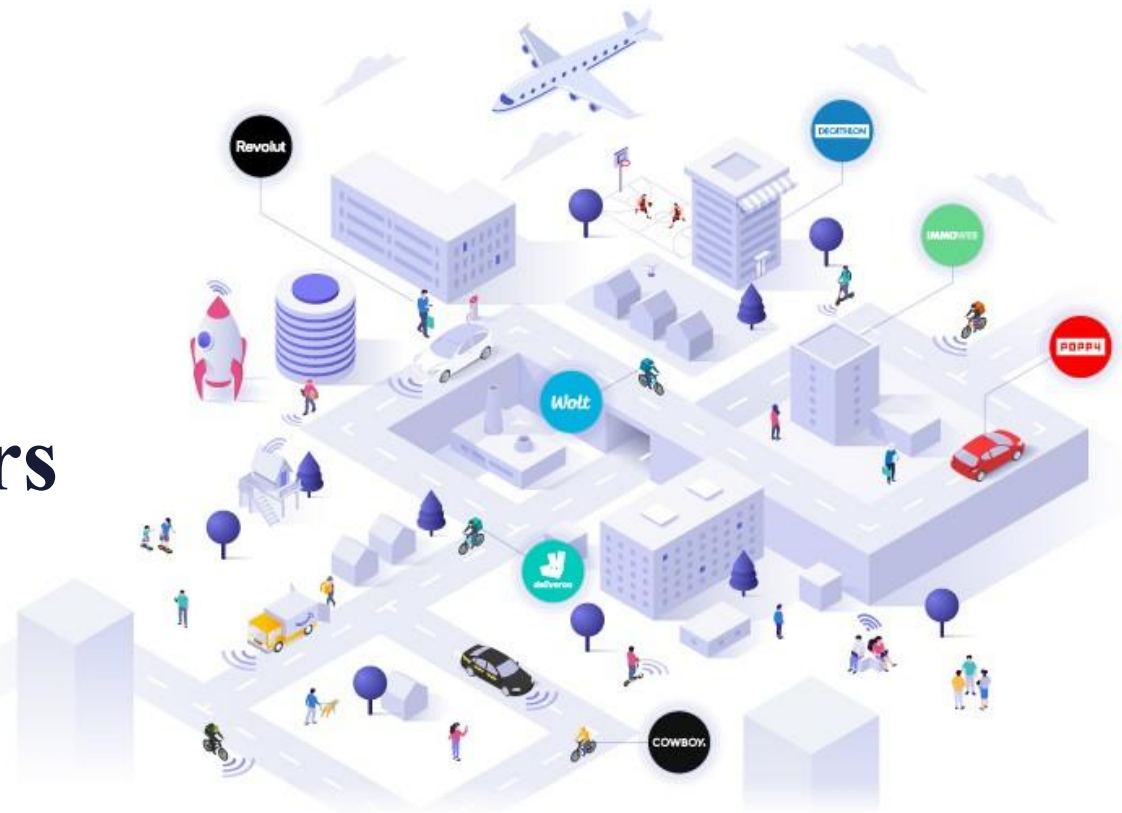 Revolut
DECATHLON
IMMOWEB
POPPY
Wolt
rs
deliveroo
COWBOY.